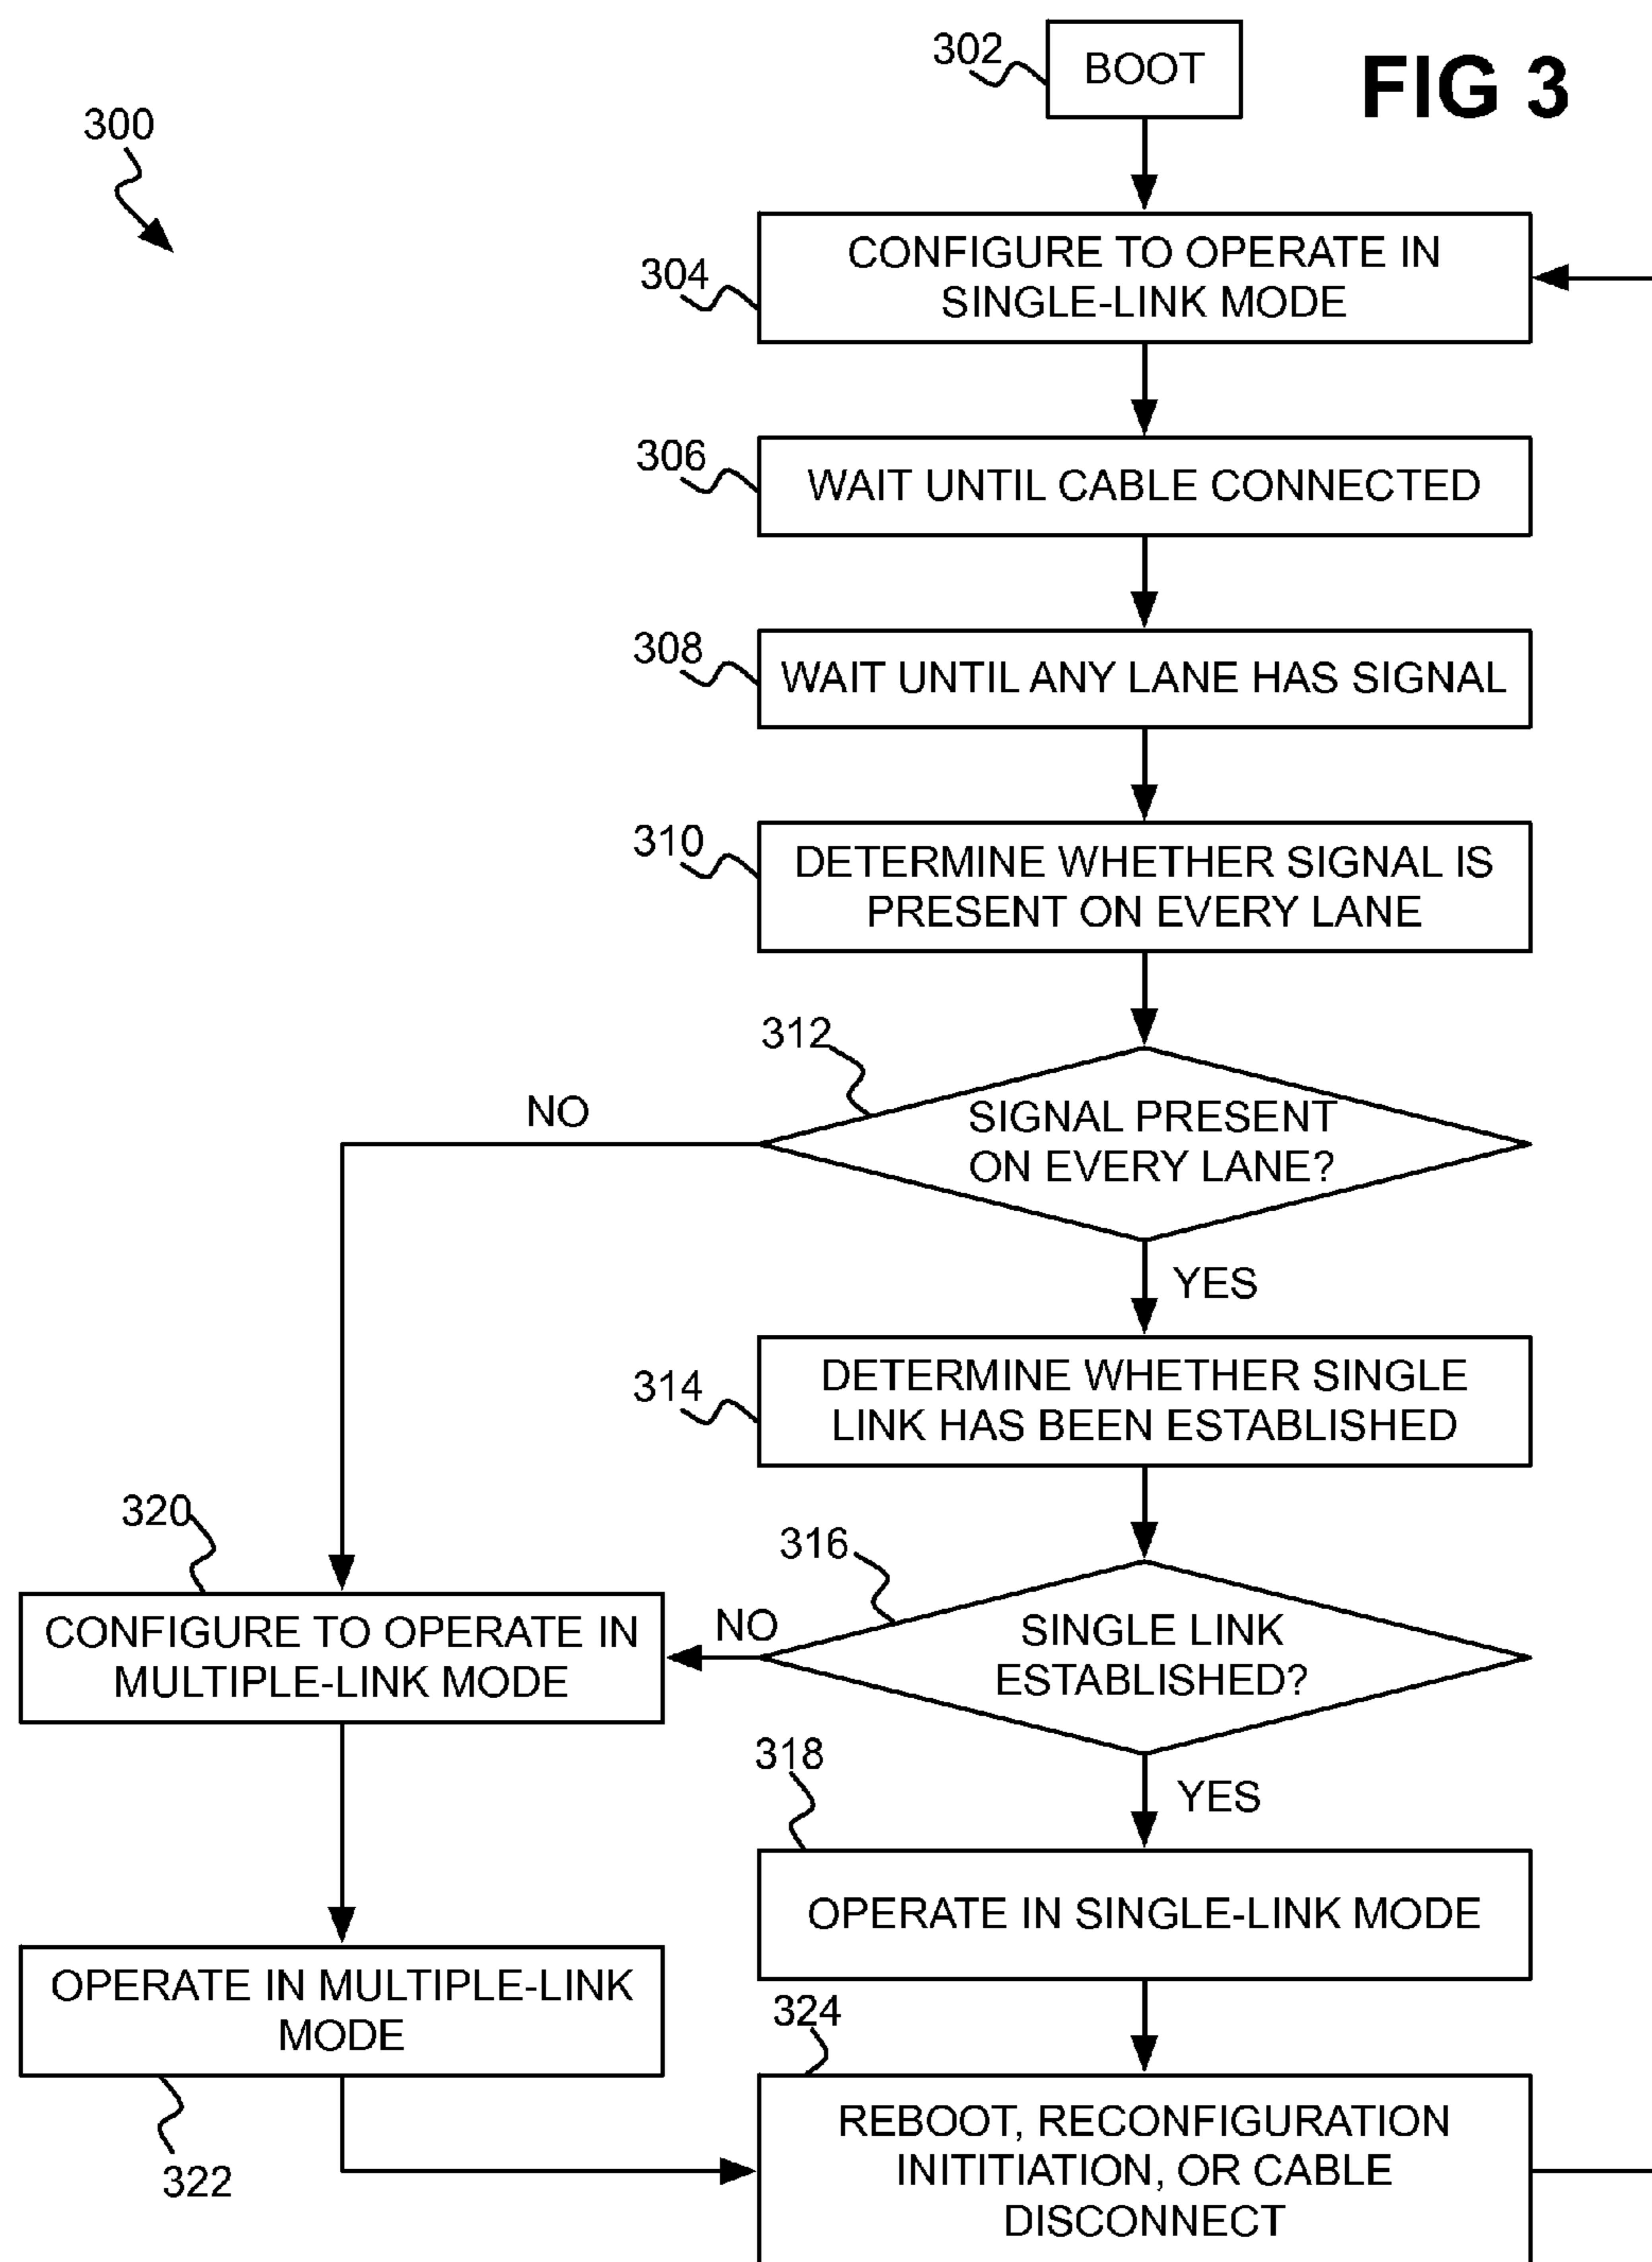 302
BOOT
FIG 3
300
304
CONFIGURE TO OPERATE IN
SINGLE-LINK MODE
306
WAIT UNTIL CABLE CONNECTED
308
WAIT UNTIL ANY LANE HAS SIGNAL
310
DETERMINE WHETHER SIGNAL IS
PRESENT ON EVERY LANE
312
SIGNAL PRESENT
ON EVERY LANE?
NO
YES
314
DETERMINE WHETHER SINGLE
LINK HAS BEEN ESTABLISHED
316
SINGLE LINK
ESTABLISHED?
NO
YES
320
CONFIGURE TO OPERATE IN
MULTIPLE-LINK MODE
318
OPERATE IN SINGLE-LINK MODE
OPERATE IN MULTIPLE-LINK
MODE
322
324
REBOOT, RECONFIGURATION
INITITIATION, OR CABLE
DISCONNECT